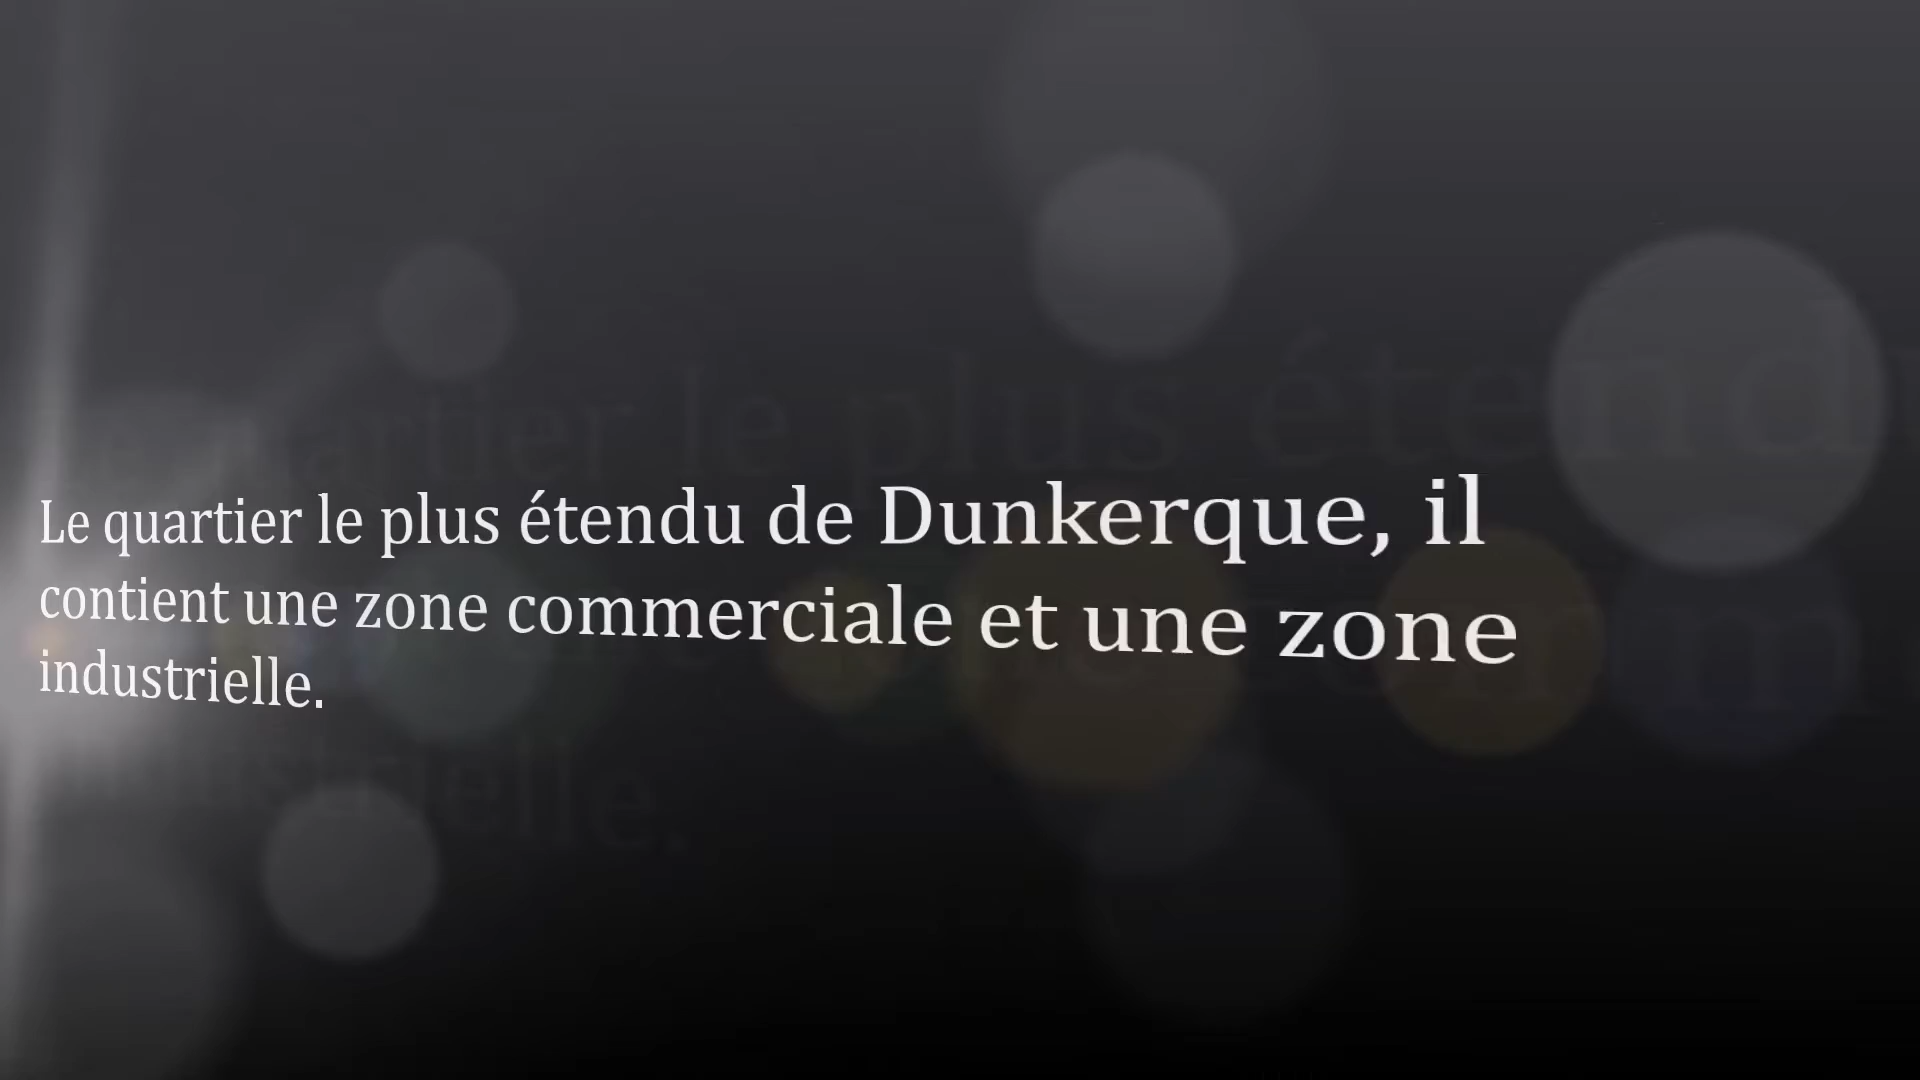 Le quartier le plus étendu de Dunkerque, il
contient une zone commerciale et une zone
industrielle.